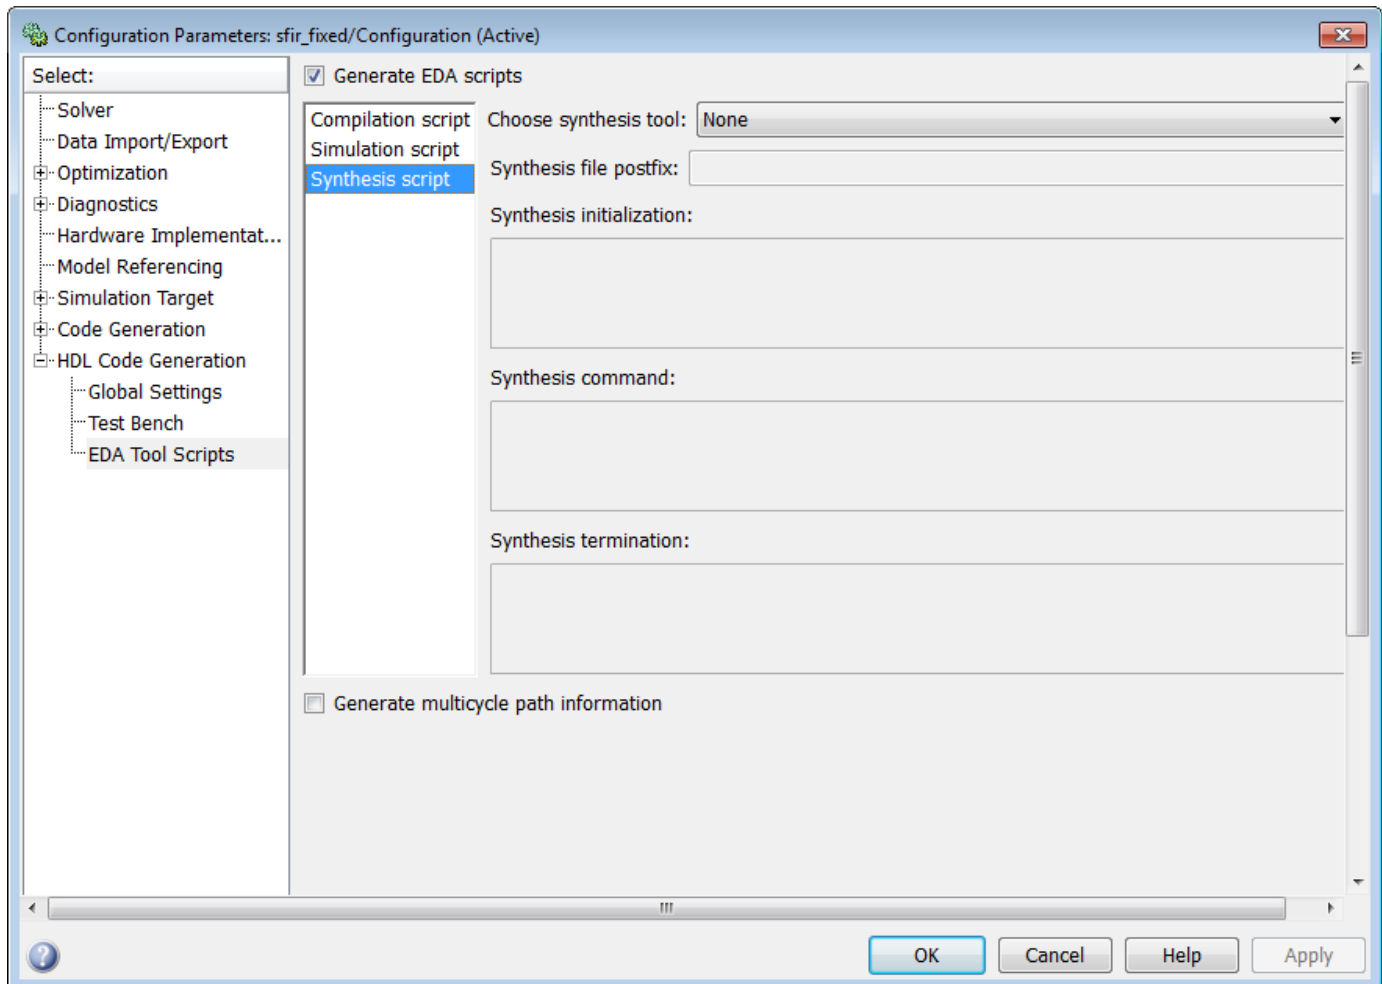 Configuration Parameters: sfir_fixed/Configuration (Active)
Select:
Solver
Data Import/Export
Optimization
Diagnostics
Hardware Implementat...
Model Referencing
Simulation Target
Code Generation
HDL Code Generation
Global Settings
Test Bench
EDA Tool Scripts
Generate EDA scripts
Compilation script
Simulation script
Synthesis script
Choose synthesis tool: None
Synthesis file postfix:
Synthesis initialization:
Synthesis command:
Synthesis termination:
Generate multicycle path information
OK Cancel Help Apply